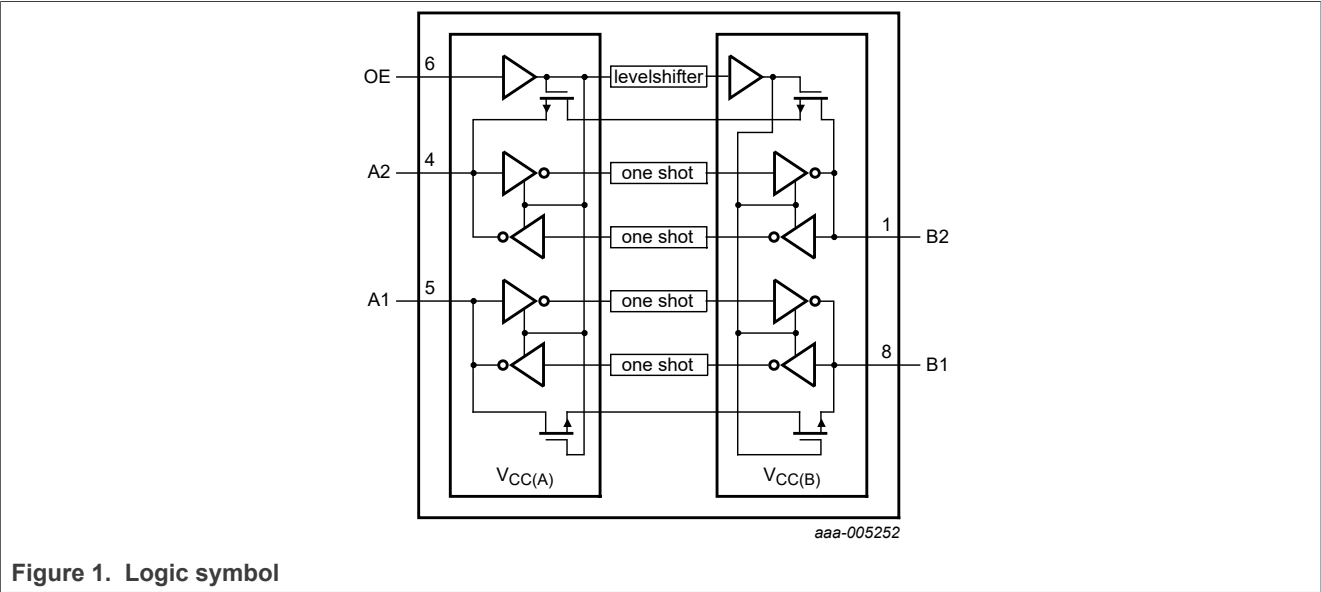 OE 6 levelshifter
A2 4 one shot
one shot 1 B2
A1 5 one shot
one shot 8 B1
VCC(A) VCC(B)
aaa-005252
Figure 1. Logic symbol